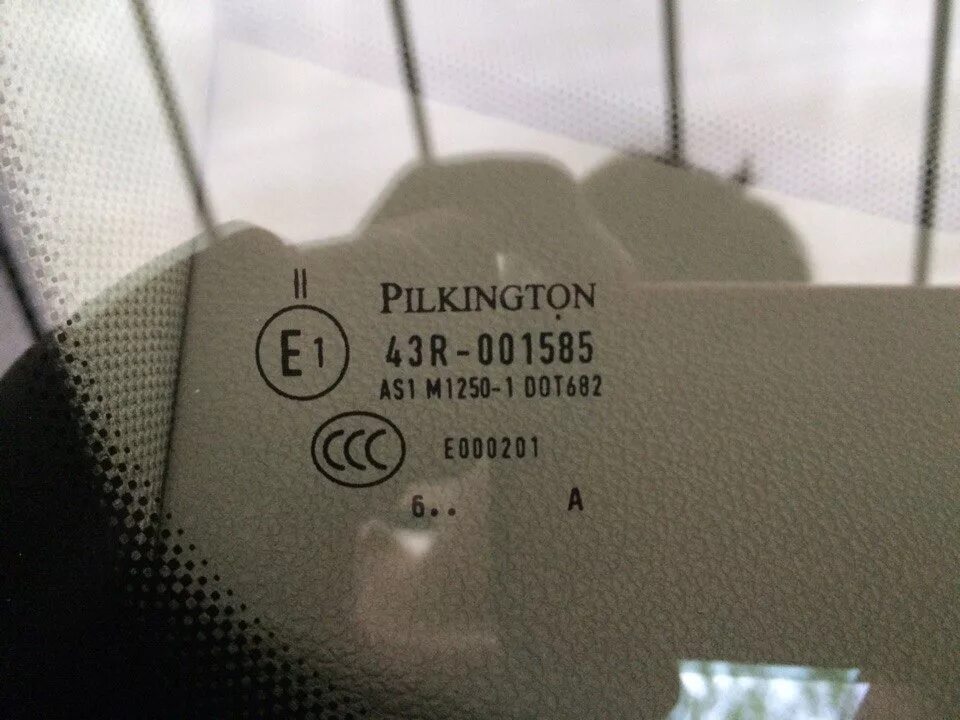 II
PILKINGTON
E1
43R-001585
AS1 M1250-1 DOT682
CCC
E000201
6..
A